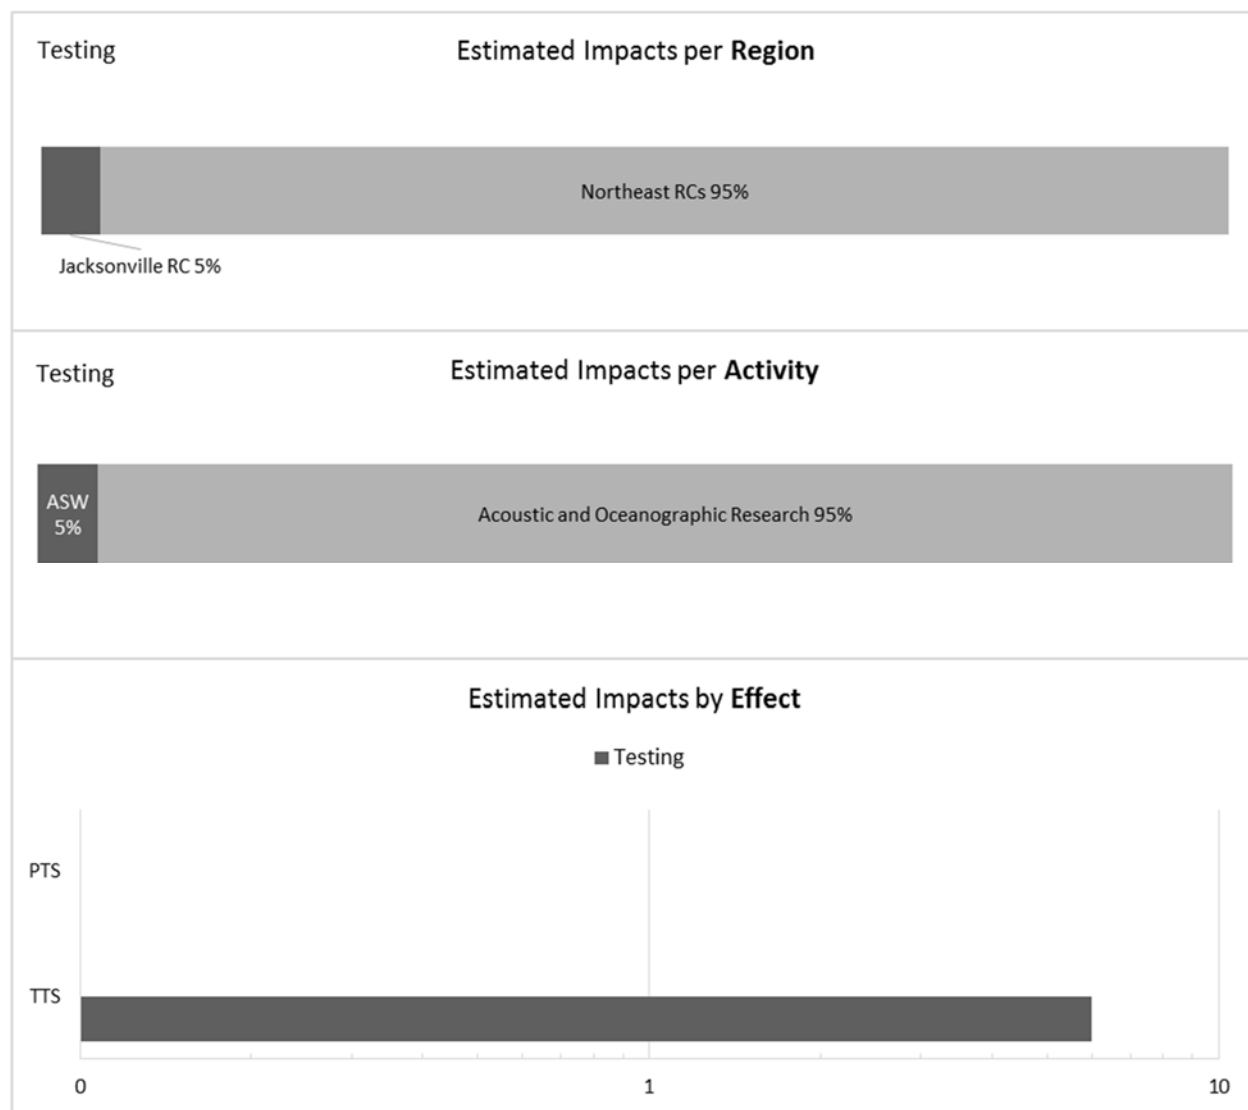 Testing
Estimated Impacts per Region
Northeast RCs 95%
Jacksonville RC 5%
Testing
Estimated Impacts per Activity
ASW
5%
Acoustic and Oceanographic Research 95%
Estimated Impacts by Effect
Testing
PTS
TTS
0
1
10